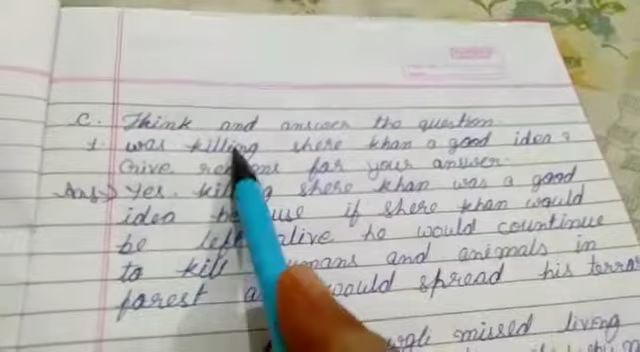 C. Think and answer the question
1. was killing shere khan a good idea?
Give for your answer.
Ans) Yes. shere khan was a good
idea if shere khan would
be alive he would countinue
to kill humans and animals in
forest would spread his terror
missed living